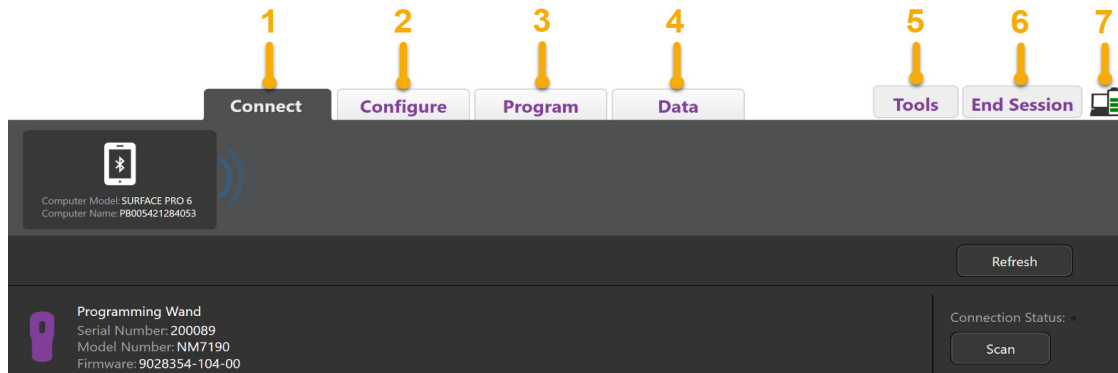 1 2 3 4 5 6 7
Connect Configure Program Data Tools End Session
Computer Model: SURFACE PRO 6
Computer Name: PB005421284053
Refresh
Programming Wand
Serial Number: 200089
Model Number: NM7190
Firmware: 9028354-104-00
Connection Status:
Scan